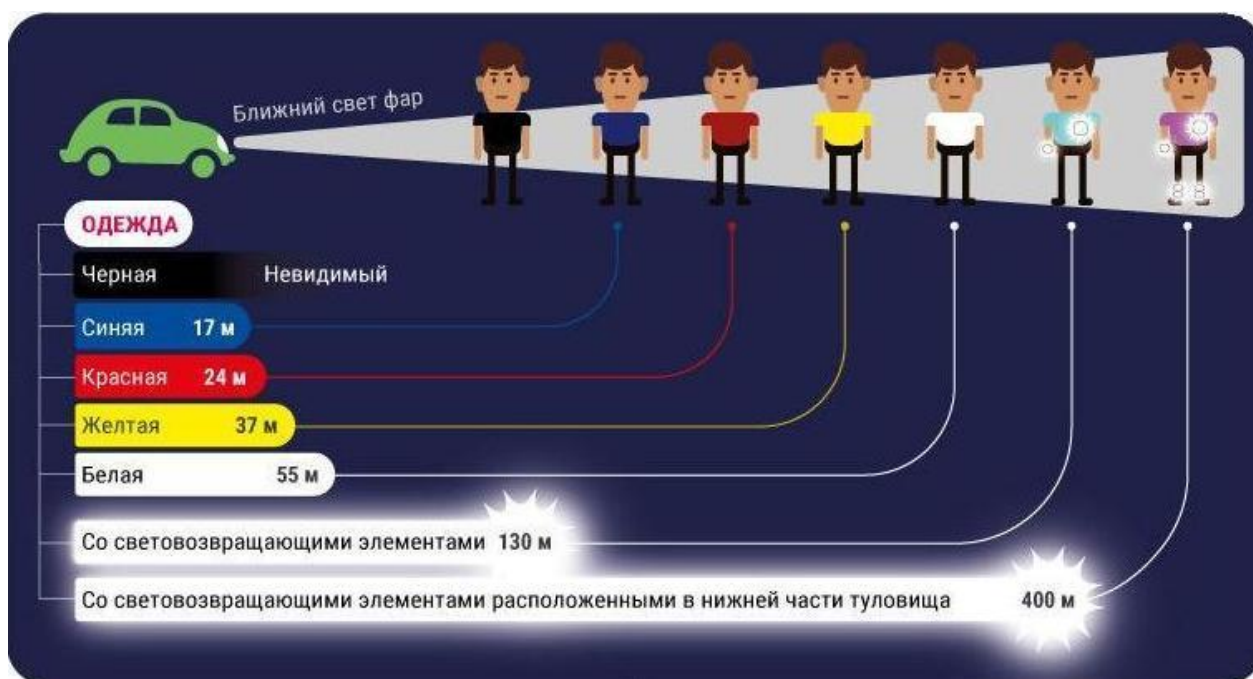 Ближний свет фар
ОДЕЖДА
Черная Невидимый
Синяя 17 м
Красная 24 м
Желтая 37 м
Белая 55 м
Со световозвращающими элементами 130 м
Со световозвращающими элементами расположенными в нижней части туловища 400 м